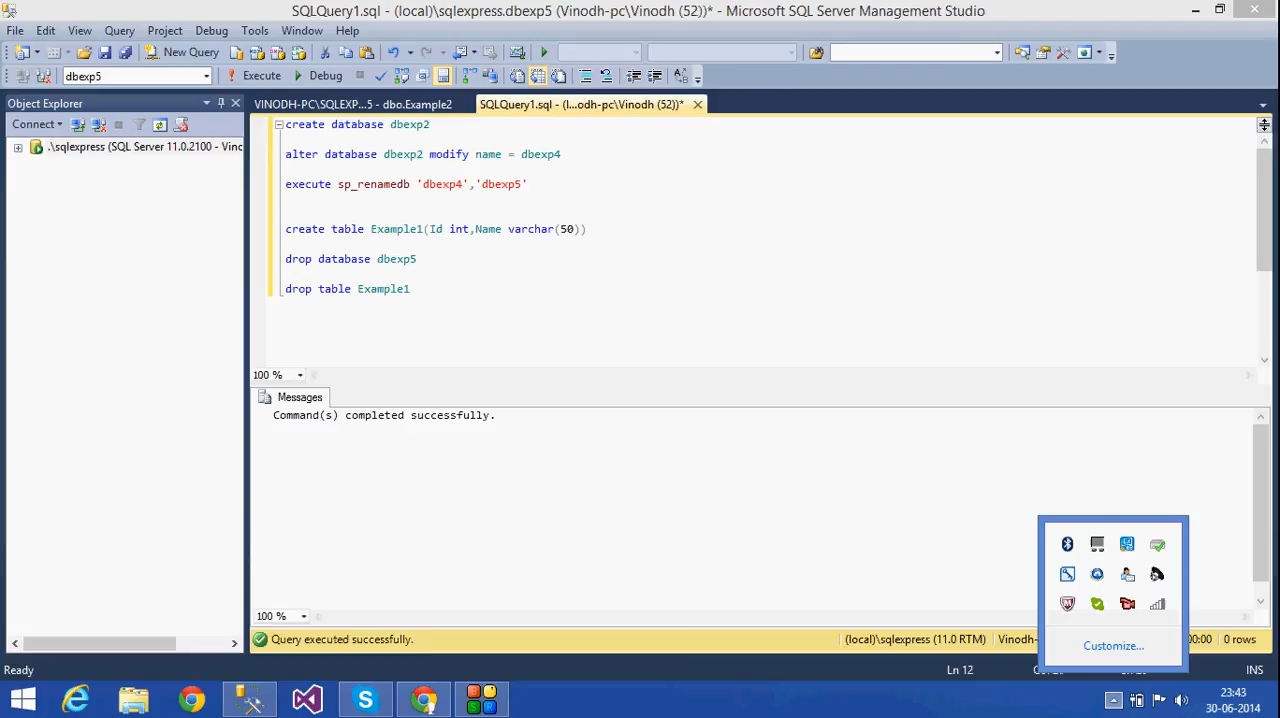 SQLQuery1.sql - (local)\sqlexpress.dbexp5 (Vinodh-pc\Vinodh (52))* - Microsoft SQL Server Management Studio
File Edit View Query Project Debug Tools Window Help
New Query
dbexp5 Execute Debug
Object Explorer
Connect
.\sqlexpress (SQL Server 11.0.2100 - Vinc
VINODH-PC\SQLEXP...5 - dbo.Example2 SQLQuery1.sql - (l...odh-pc\Vinodh (52))*
create database dbexp2
alter database dbexp2 modify name = dbexp4
execute sp_renamedb 'dbexp4','dbexp5'
create table Example1(Id int,Name varchar(50))
drop database dbexp5
drop table Example1
100 %
Messages
Command(s) completed successfully.
100 %
Query executed successfully. (local)\sqlexpress (11.0 RTM) Vinodh- :00:00 0 rows
Customize...
Ready Ln 12 INS
23:43
30-06-2014